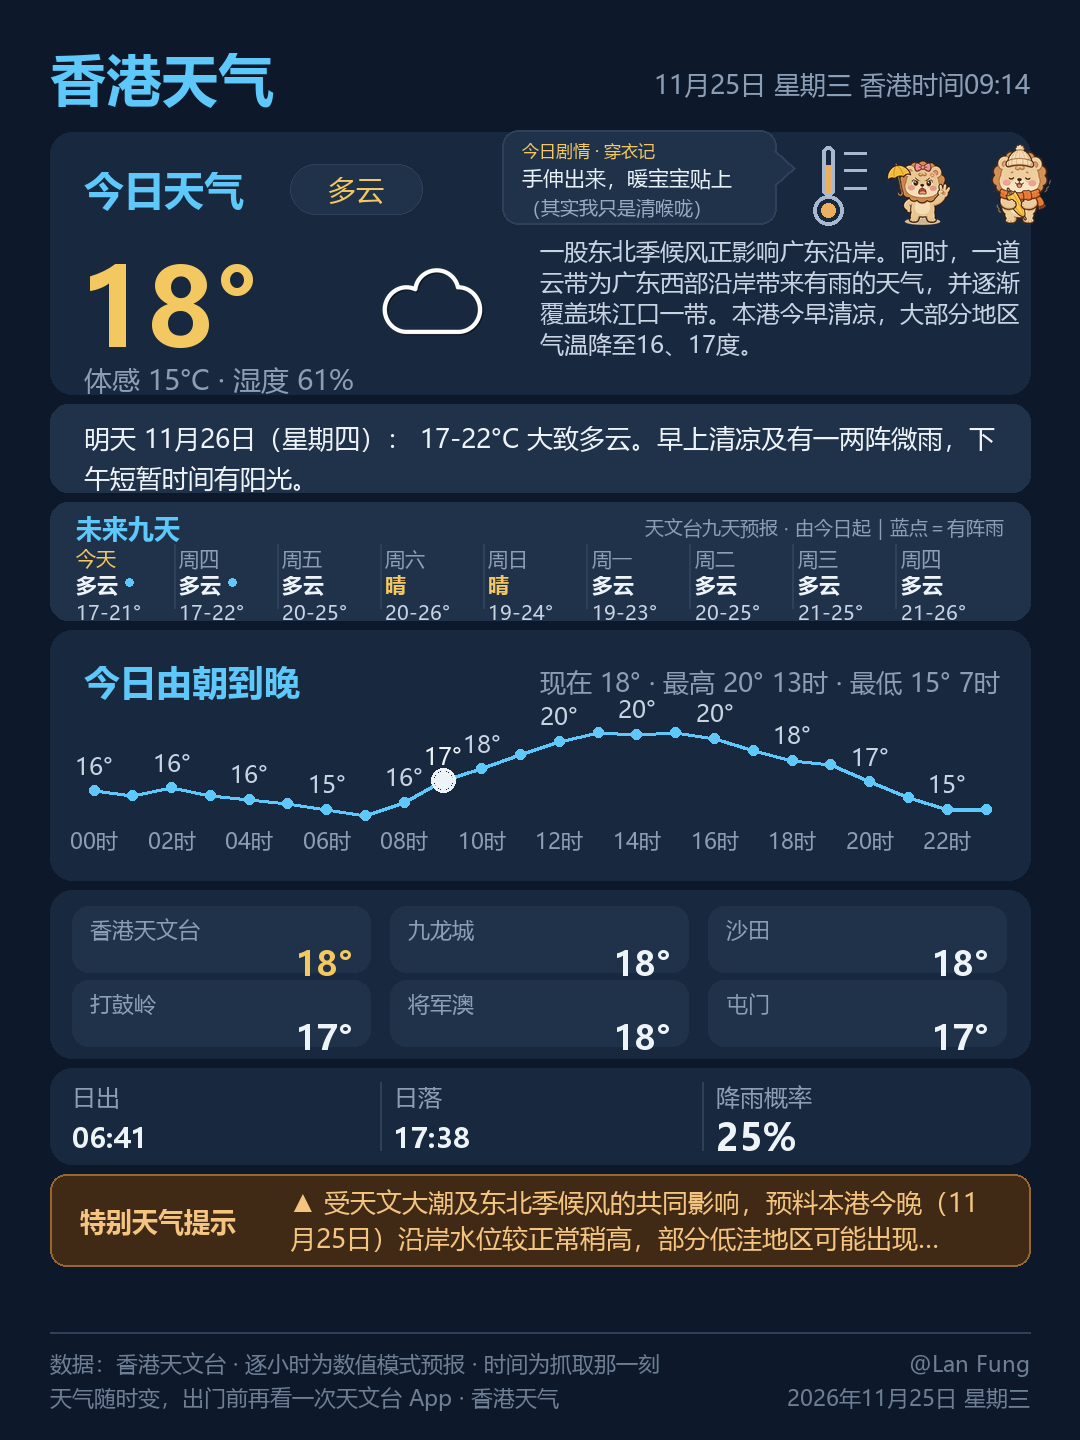 香港天气
11月25日 星期三 香港时间09:14
今日天气
多云
今日剧情 · 穿衣记
手伸出来，暖宝宝贴上
（其实我只是清喉咙）
18°
体感 15°C · 湿度 61%
一股东北季候风正影响广东沿岸。同时，一道
云带为广东西部沿岸带来有雨的天气，并逐渐
覆盖珠江口一带。本港今早清凉，大部分地区
气温降至16、17度。
明天 11月26日（星期四）： 17-22°C 大致多云。早上清凉及有一两阵微雨，下
午短暂时间有阳光。
未来九天
天文台九天预报 · 由今日起 | 蓝点＝有阵雨
今天 周四 周五 周六 周日 周一 周二 周三 周四
多云 多云 多云 晴 晴 多云 多云 多云 多云
17-21° 17-22° 20-25° 20-26° 19-24° 19-23° 20-25° 21-25° 21-26°
今日由朝到晚
现在 18° · 最高 20° 13时 · 最低 15° 7时
16° 16° 16° 15° 16° 17° 18° 20° 20° 20° 18° 17° 15°
00时 02时 04时 06时 08时 10时 12时 14时 16时 18时 20时 22时
香港天文台 九龙城 沙田
18° 18° 18°
打鼓岭 将军澳 屯门
17° 18° 17°
日出 日落 降雨概率
06:41 17:38 25%
特别天气提示
▲ 受天文大潮及东北季候风的共同影响，预料本港今晚（11
月25日）沿岸水位较正常稍高，部分低洼地区可能出现…
数据：香港天文台 · 逐小时为数值模式预报 · 时间为抓取那一刻
@Lan Fung
天气随时变，出门前再看一次天文台 App · 香港天气
2026年11月25日 星期三